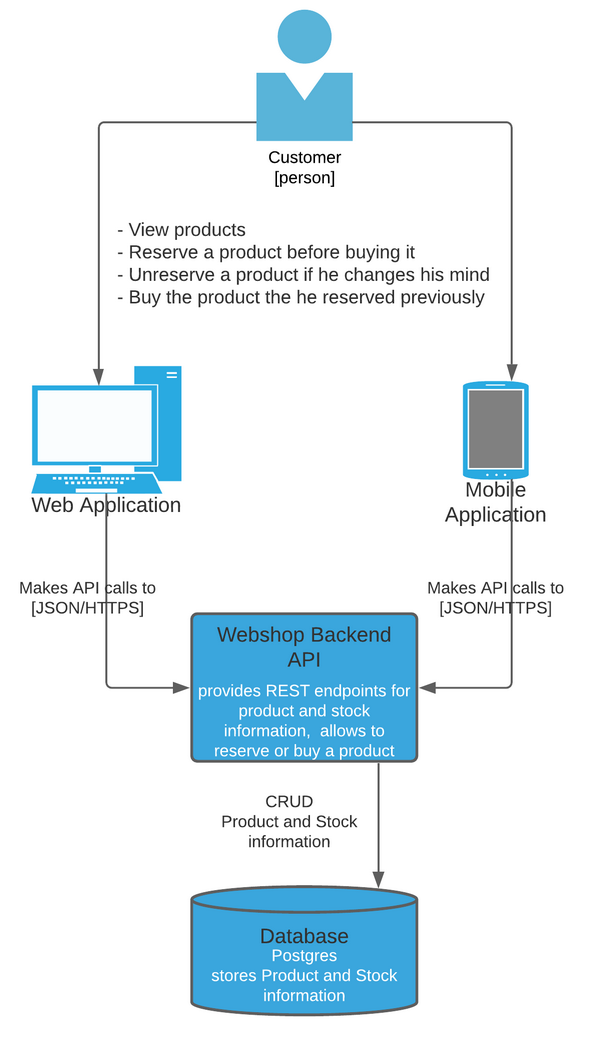 Customer
[person]
- View products
- Reserve a product before buying it
- Unreserve a product if he changes his mind
- Buy the product the he reserved previously
Web Application
Mobile
Application
Makes API calls to
[JSON/HTTPS]
Makes API calls to
[JSON/HTTPS]
Webshop Backend
API
provides REST endpoints for
product and stock
information, allows to
reserve or buy a product
CRUD
Product and Stock
information
Database
Postgres
stores Product and Stock
information